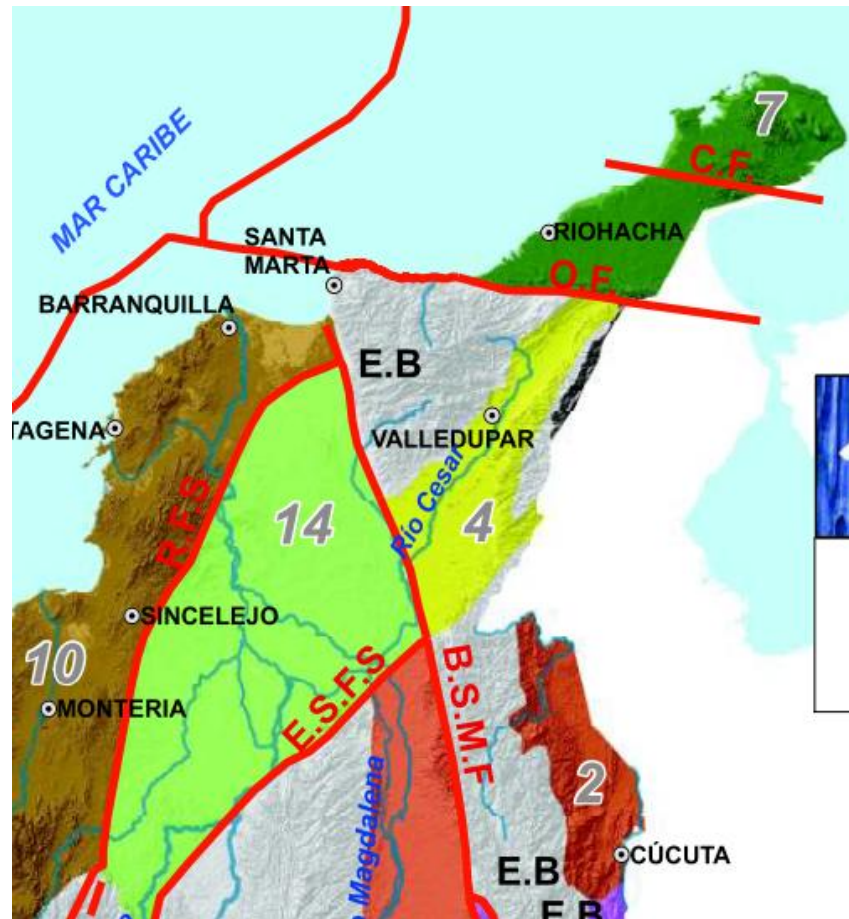 7
C.F.
MAR CARIBE
SANTA
MARTA
RIOHACHA
O.F.
BARRANQUILLA
E.B
TAGENA
VALLEDUPAR
R.F.S
14
Río Cesar
4
SINCELEJO
10
E.S.F.S
B.S.M.F
MONTERIA
2
Magdalena
CÚCUTA
E.B
E.B